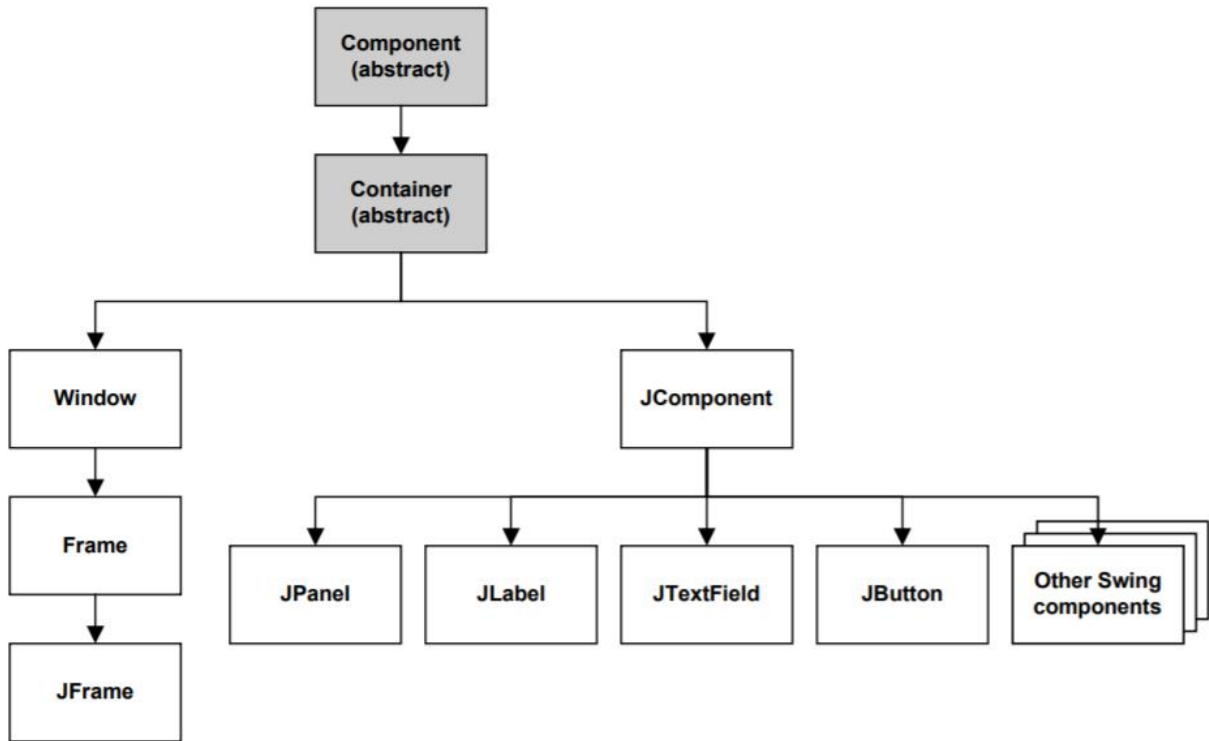 Component
(abstract)
Container
(abstract)
Window
JComponent
Frame
JPanel
JLabel
JTextField
JButton
Other Swing
components
JFrame